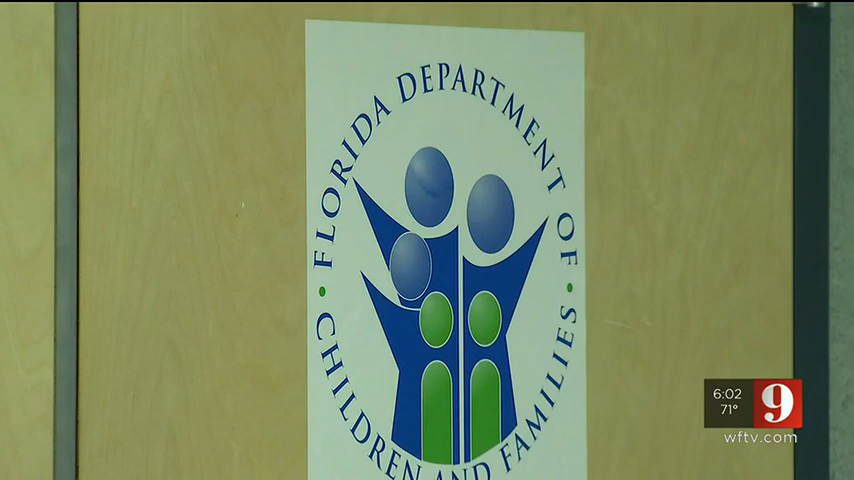 FLORIDA DEPARTMENT OF
• CHILDREN AND FAMILIES •
6:02
71°
9
wftv.com